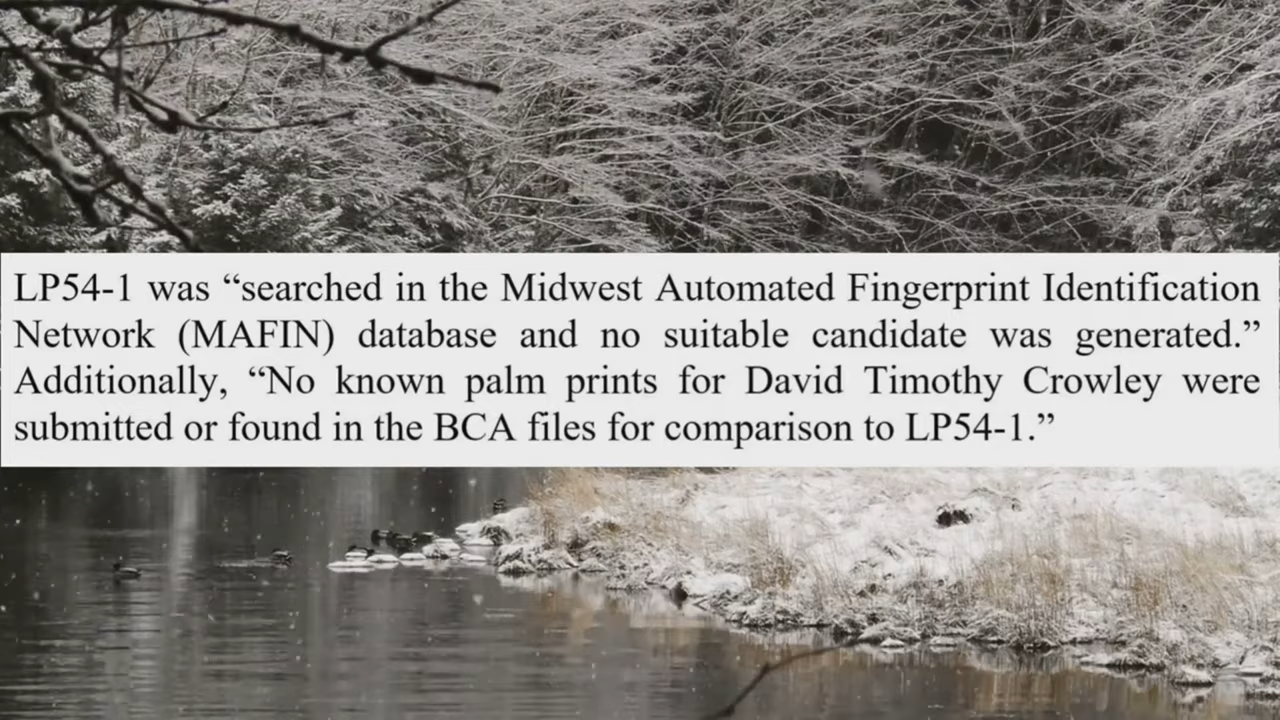 LP54-1 was “searched in the Midwest Automated Fingerprint Identification
Network (MAFIN) database and no suitable candidate was generated.”
Additionally, “No known palm prints for David Timothy Crowley were
submitted or found in the BCA files for comparison to LP54-1.”